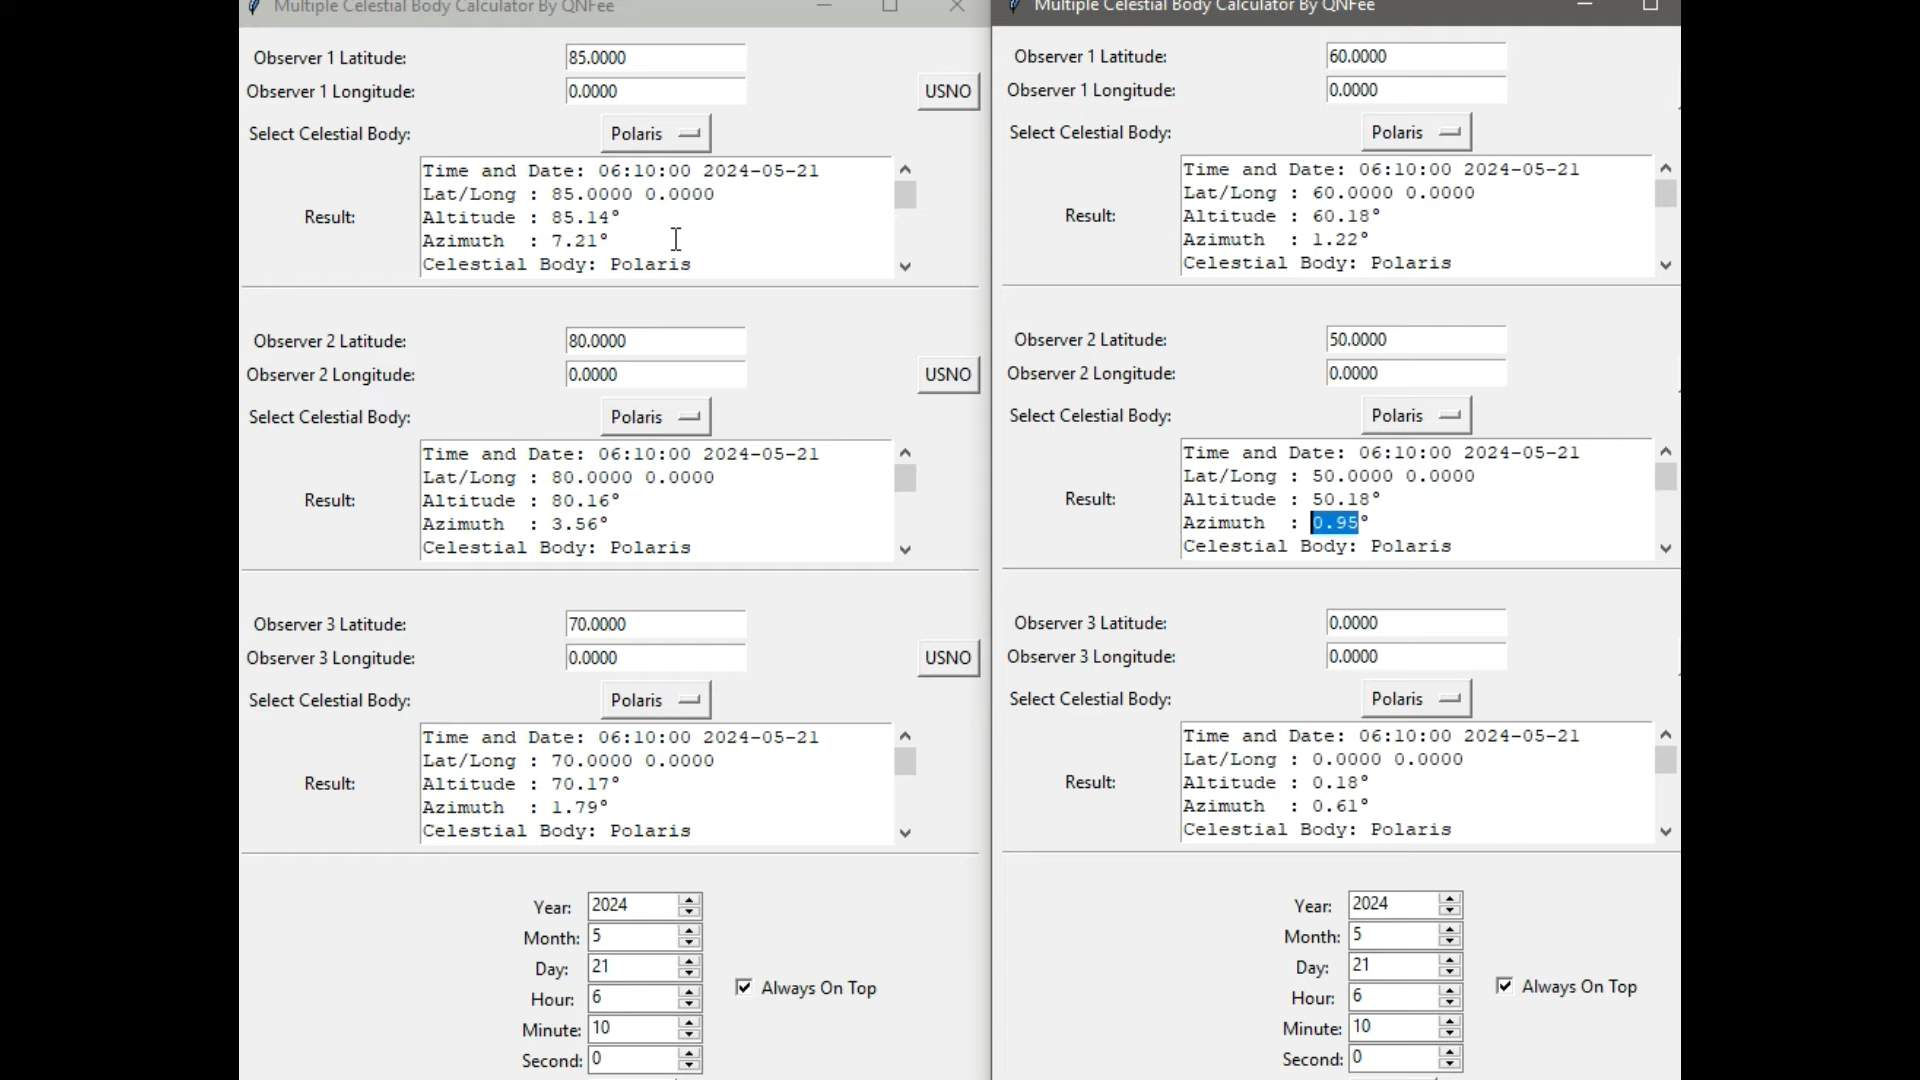 Multiple Celestial Body Calculator By QNFee
Observer 1 Latitude: 85.0000
Observer 1 Longitude: 0.0000
USNO
Select Celestial Body: Polaris
Result:
Time and Date: 06:10:00 2024-05-21
Lat/Long : 85.0000 0.0000
Altitude : 85.14°
Azimuth : 7.21°
Celestial Body: Polaris
Observer 2 Latitude: 80.0000
Observer 2 Longitude: 0.0000
USNO
Select Celestial Body: Polaris
Result:
Time and Date: 06:10:00 2024-05-21
Lat/Long : 80.0000 0.0000
Altitude : 80.16°
Azimuth : 3.56°
Celestial Body: Polaris
Observer 3 Latitude: 70.0000
Observer 3 Longitude: 0.0000
USNO
Select Celestial Body: Polaris
Result:
Time and Date: 06:10:00 2024-05-21
Lat/Long : 70.0000 0.0000
Altitude : 70.17°
Azimuth : 1.79°
Celestial Body: Polaris
Year: 2024
Month: 5
Day: 21
Hour: 6
Minute: 10
Second: 0
Always On Top
Multiple Celestial Body Calculator By QNFee
Observer 1 Latitude: 60.0000
Observer 1 Longitude: 0.0000
Select Celestial Body: Polaris
Result:
Time and Date: 06:10:00 2024-05-21
Lat/Long : 60.0000 0.0000
Altitude : 60.18°
Azimuth : 1.22°
Celestial Body: Polaris
Observer 2 Latitude: 50.0000
Observer 2 Longitude: 0.0000
Select Celestial Body: Polaris
Result:
Time and Date: 06:10:00 2024-05-21
Lat/Long : 50.0000 0.0000
Altitude : 50.18°
Azimuth : 0.95°
Celestial Body: Polaris
Observer 3 Latitude: 0.0000
Observer 3 Longitude: 0.0000
Select Celestial Body: Polaris
Result:
Time and Date: 06:10:00 2024-05-21
Lat/Long : 0.0000 0.0000
Altitude : 0.18°
Azimuth : 0.61°
Celestial Body: Polaris
Year: 2024
Month: 5
Day: 21
Hour: 6
Minute: 10
Second: 0
Always On Top